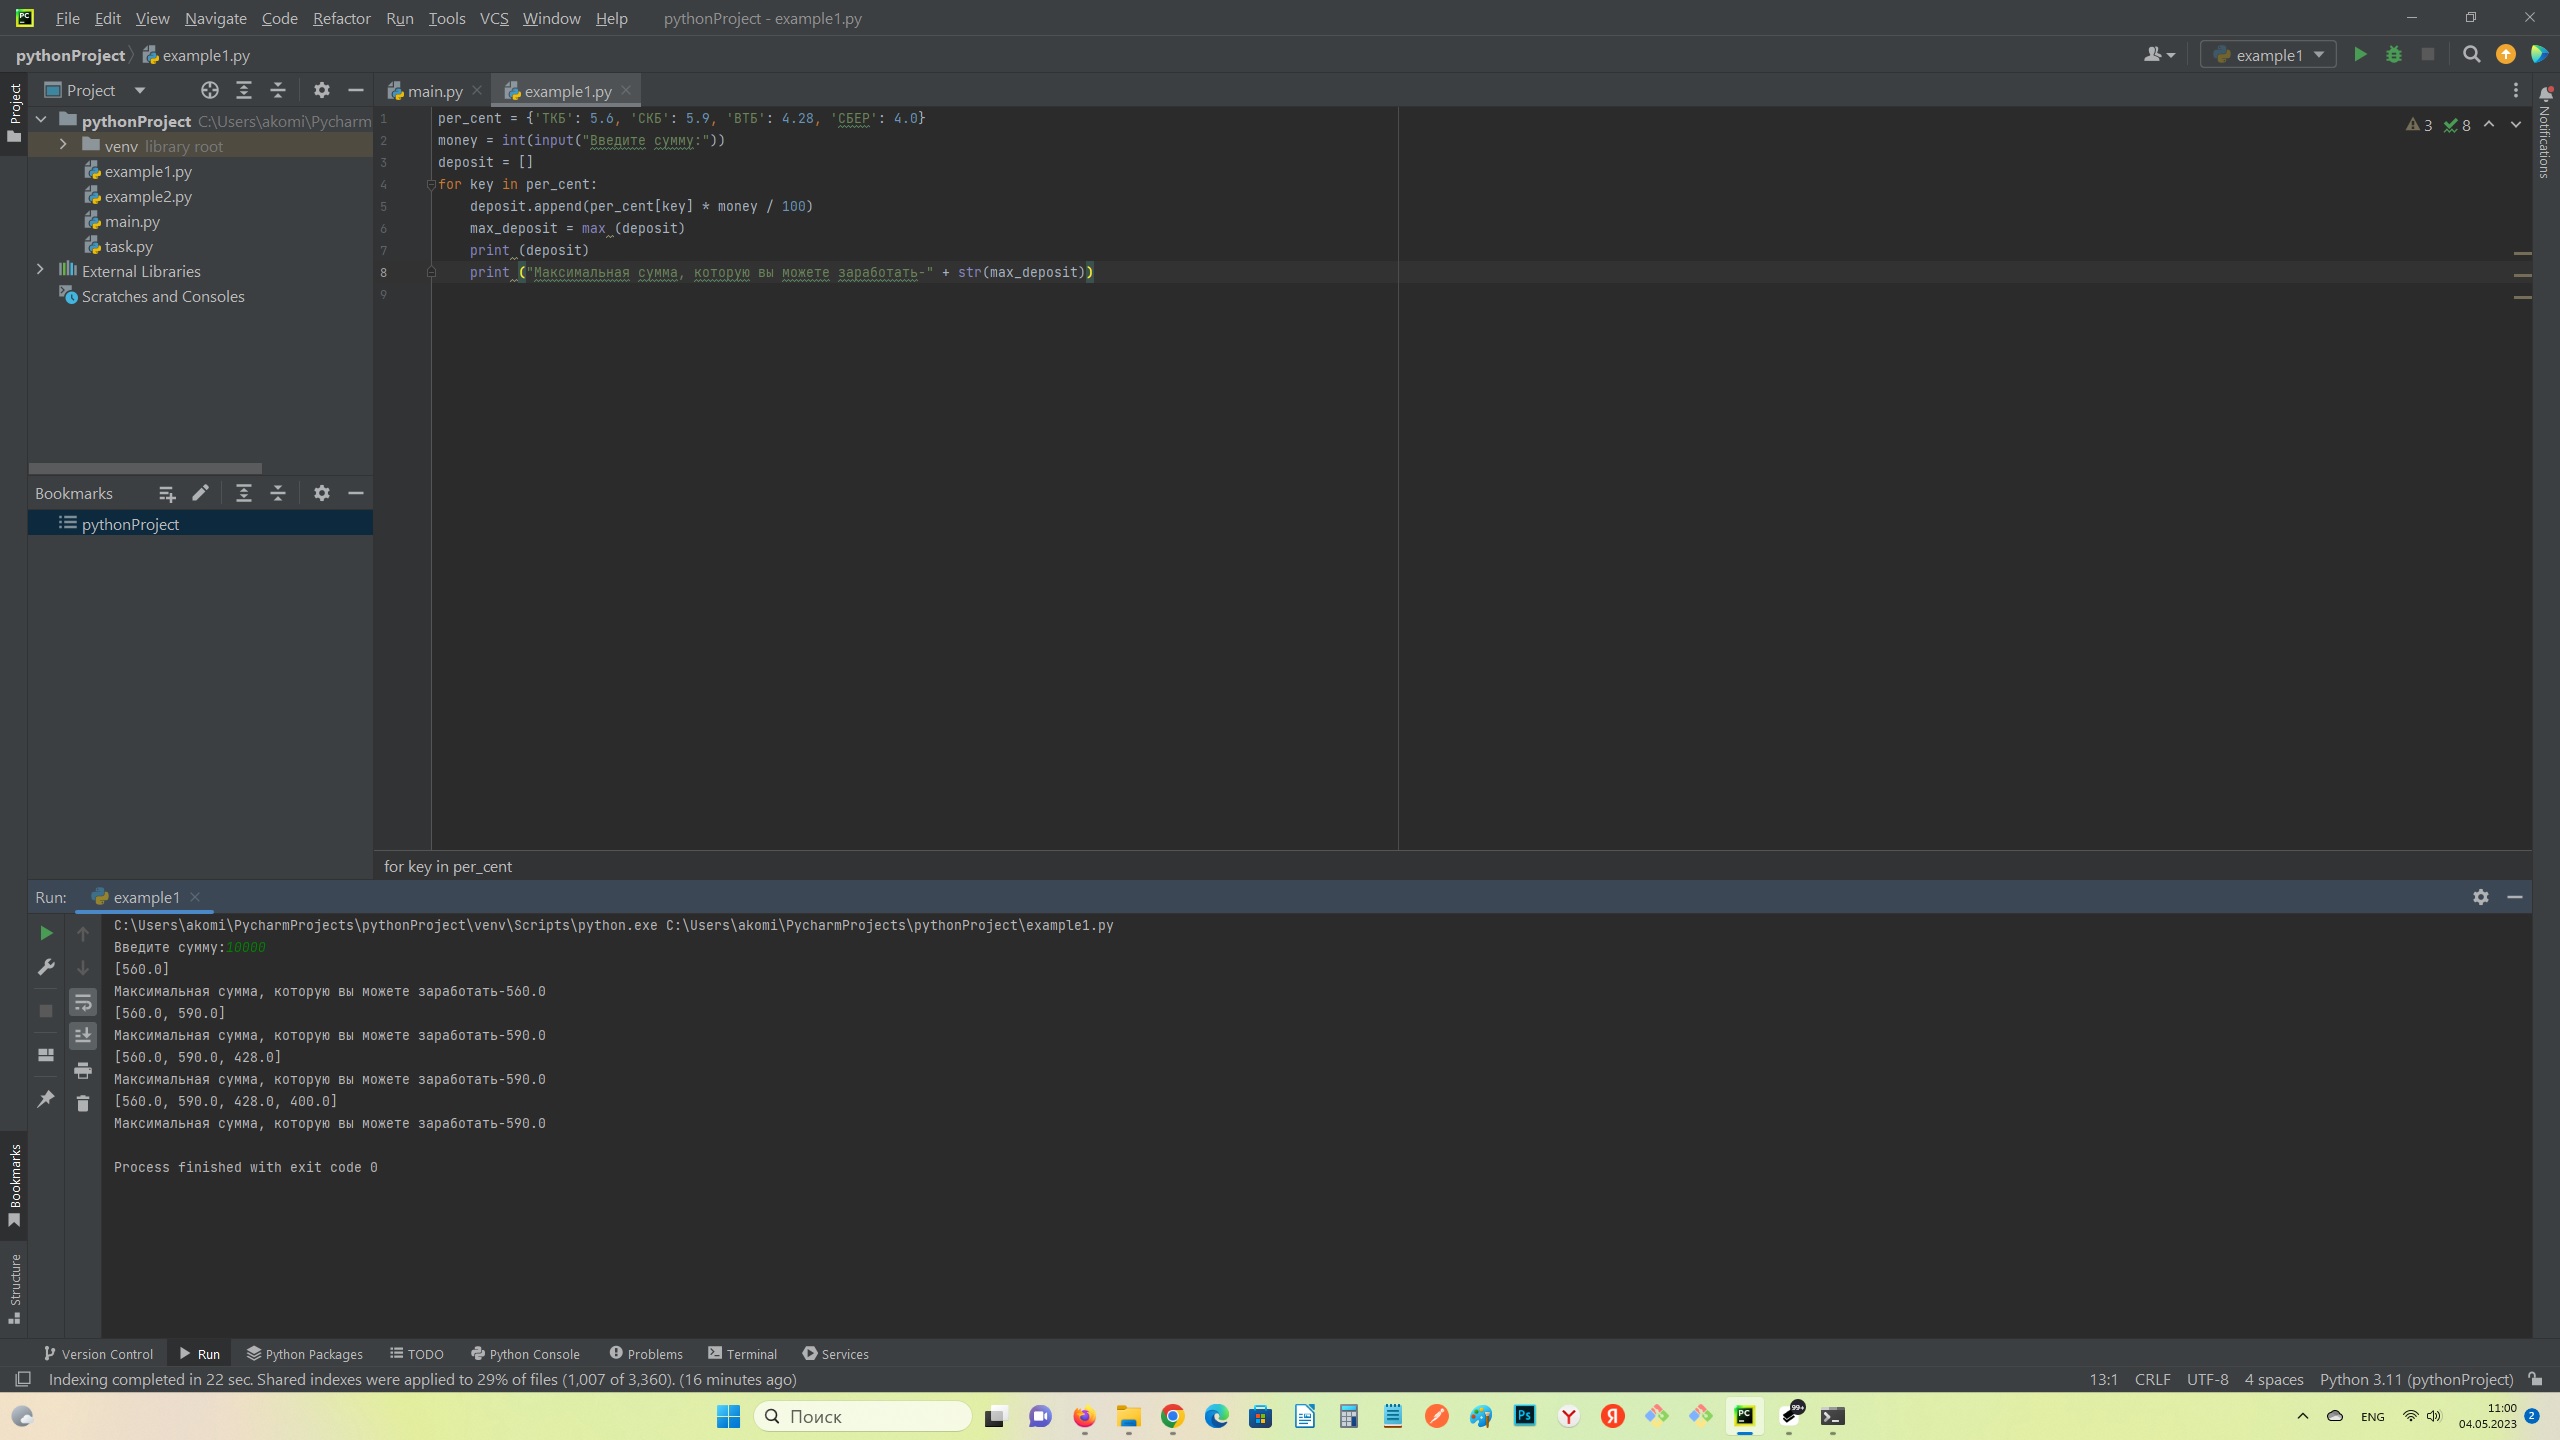 File Edit View Navigate Code Refactor Run Tools VCS Window Help pythonProject - example1.py
pythonProject example1.py example1
Project Project main.py example1.py
pythonProject C:\Users\akomi\Pycharm
venv library root
example1.py
example2.py
main.py
task.py
External Libraries
Scratches and Consoles
Bookmarks
pythonProject
1 per_cent = {'ТКБ': 5.6, 'СКБ': 5.9, 'ВТБ': 4.28, 'СБЕР': 4.0}
2 money = int(input("Введите сумму:"))
3 deposit = []
4 for key in per_cent:
5 deposit.append(per_cent[key] * money / 100)
6 max_deposit = max (deposit)
7 print (deposit)
8 print ("Максимальная сумма, которую вы можете заработать-" + str(max_deposit))
9
3 8
Notifications
for key in per_cent
Run: example1
C:\Users\akomi\PycharmProjects\pythonProject\venv\Scripts\python.exe C:\Users\akomi\PycharmProjects\pythonProject\example1.py
Введите сумму:10000
[560.0]
Максимальная сумма, которую вы можете заработать-560.0
[560.0, 590.0]
Максимальная сумма, которую вы можете заработать-590.0
[560.0, 590.0, 428.0]
Максимальная сумма, которую вы можете заработать-590.0
[560.0, 590.0, 428.0, 400.0]
Максимальная сумма, которую вы можете заработать-590.0
Process finished with exit code 0
Bookmarks
Structure
Version Control Run Python Packages TODO Python Console Problems Terminal Services
Indexing completed in 22 sec. Shared indexes were applied to 29% of files (1,007 of 3,360). (16 minutes ago) 13:1 CRLF UTF-8 4 spaces Python 3.11 (pythonProject)
Поиск Ps Y Я PC 99+ ENG 11:00 2
04.05.2023